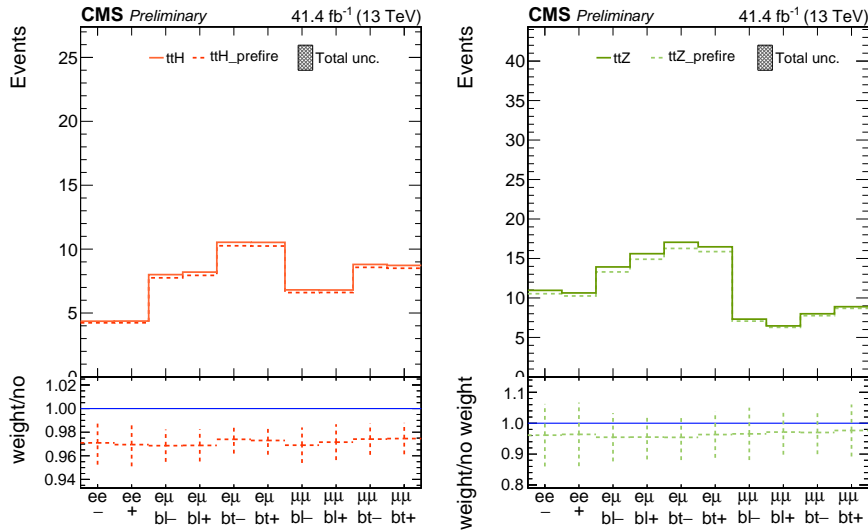 CMS Preliminary 41.4 fb⁻¹ (13 TeV)
Events
ttH ttH_prefire Total unc.
25
20
15
10
5
0
weight/no
1.02
1.00
0.98
0.96
0.94
ee ee eμ eμ eμ eμ μμ μμ μμ μμ
− + bl− bl+ bt− bt+ bl− bl+ bt− bt+
CMS Preliminary 41.4 fb⁻¹ (13 TeV)
Events
ttZ ttZ_prefire Total unc.
40
35
30
25
20
15
10
5
0
weight/no weight
1.1
1.0
0.9
0.8
ee ee eμ eμ eμ eμ μμ μμ μμ μμ
− + bl− bl+ bt− bt+ bl− bl+ bt− bt+